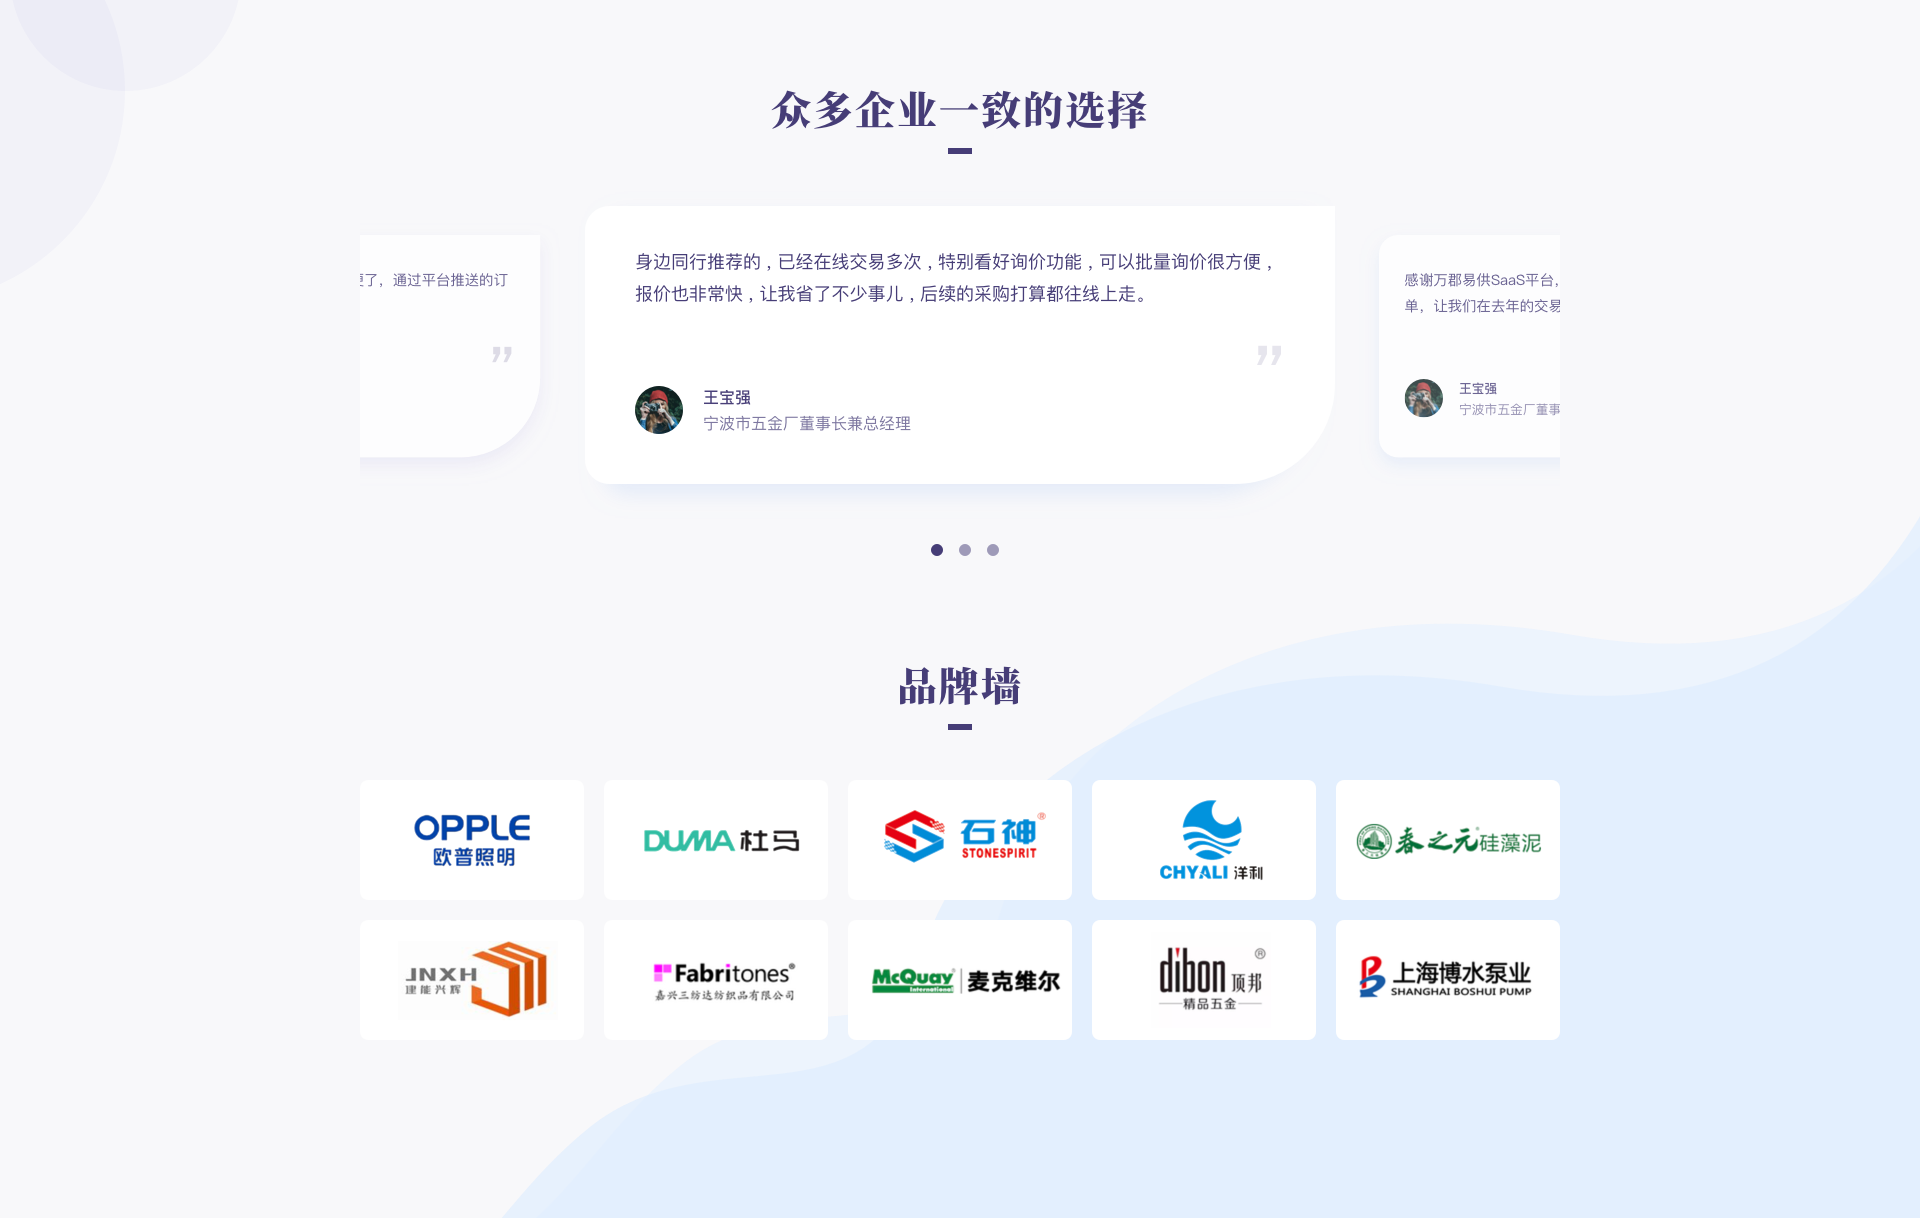 众多企业一致的选择
了，通过平台推送的订
”
身边同行推荐的，已经在线交易多次，特别看好询价功能，可以批量询价很方便，
报价也非常快，让我省了不少事儿，后续的采购打算都往线上走。
”
王宝强
宁波市五金厂董事长兼总经理
感谢万郡易供SaaS平台，
单，让我们在去年的交易
王宝强
宁波市五金厂董事
品牌墙
OPPLE
欧普照明
DUMA 杜马
石神®
STONESPIRIT
CHYALI 洋利
春之元®硅藻泥
JNXH
建能兴辉
Fabritones®
嘉兴三纺达纺织品有限公司
McQuay® 麦克维尔
International
dibon 顶邦®
精品五金
上海博水泵业
SHANGHAI BOSHUI PUMP